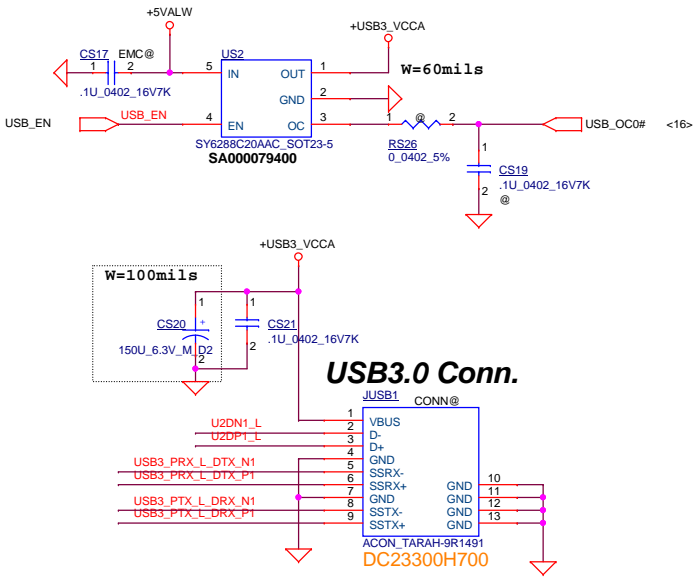 +5VALW
+USB3_VCCA
CS17 EMC@
1 2
.1U_0402_16V7K
US2
5 IN OUT 1
W=60mils
GND 2
USB_EN USB_EN 4 EN OC 3
SY6288C20AAC_SOT23-5
SA000079400
1 @ 2
RS26
0_0402_5%
USB_OC0# <16>
1
CS19
.1U_0402_16V7K
2
@
+USB3_VCCA
W=100mils
1
CS20 +
150U_6.3V_M_D2
2
1
CS21
.1U_0402_16V7K
2
USB3.0 Conn.
JUSB1 CONN@
1 VBUS
U2DN1_L 2 D-
U2DP1_L 3 D+
4 GND
USB3_PRX_L_DTX_N1 5 SSRX-
USB3_PRX_L_DTX_P1 6 SSRX+ GND 10
7 GND GND 11
USB3_PTX_L_DRX_N1 8 SSTX- GND 12
USB3_PTX_L_DRX_P1 9 SSTX+ GND 13
ACON_TARAH-9R1491
DC23300H700